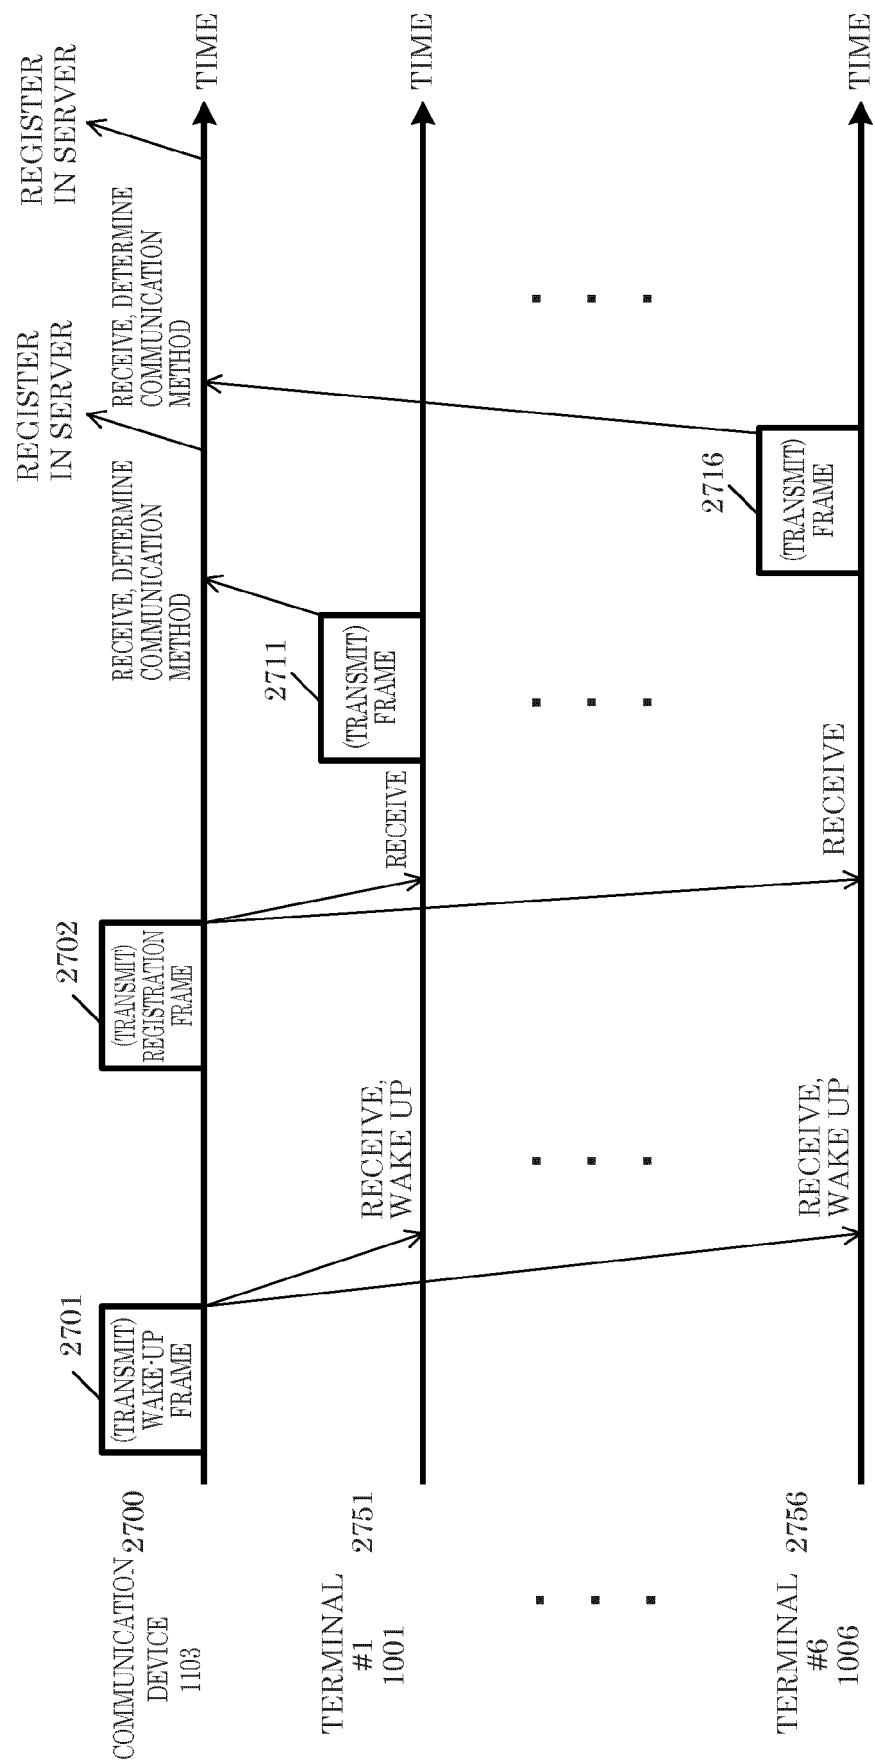 COMMUNICATION
DEVICE
1103
2700
2701
(TRANSMIT)
WAKE-UP
FRAME
2702
(TRANSMIT)
REGISTRATION
FRAME
RECEIVE, DETERMINE
COMMUNICATION
METHOD
REGISTER
IN SERVER
RECEIVE, DETERMINE
COMMUNICATION
METHOD
REGISTER
IN SERVER
TIME
TERMINAL
#1
1001
2751
RECEIVE,
WAKE UP
RECEIVE
2711
(TRANSMIT)
FRAME
TIME
TERMINAL
#6
1006
2756
RECEIVE,
WAKE UP
RECEIVE
2716
(TRANSMIT)
FRAME
TIME